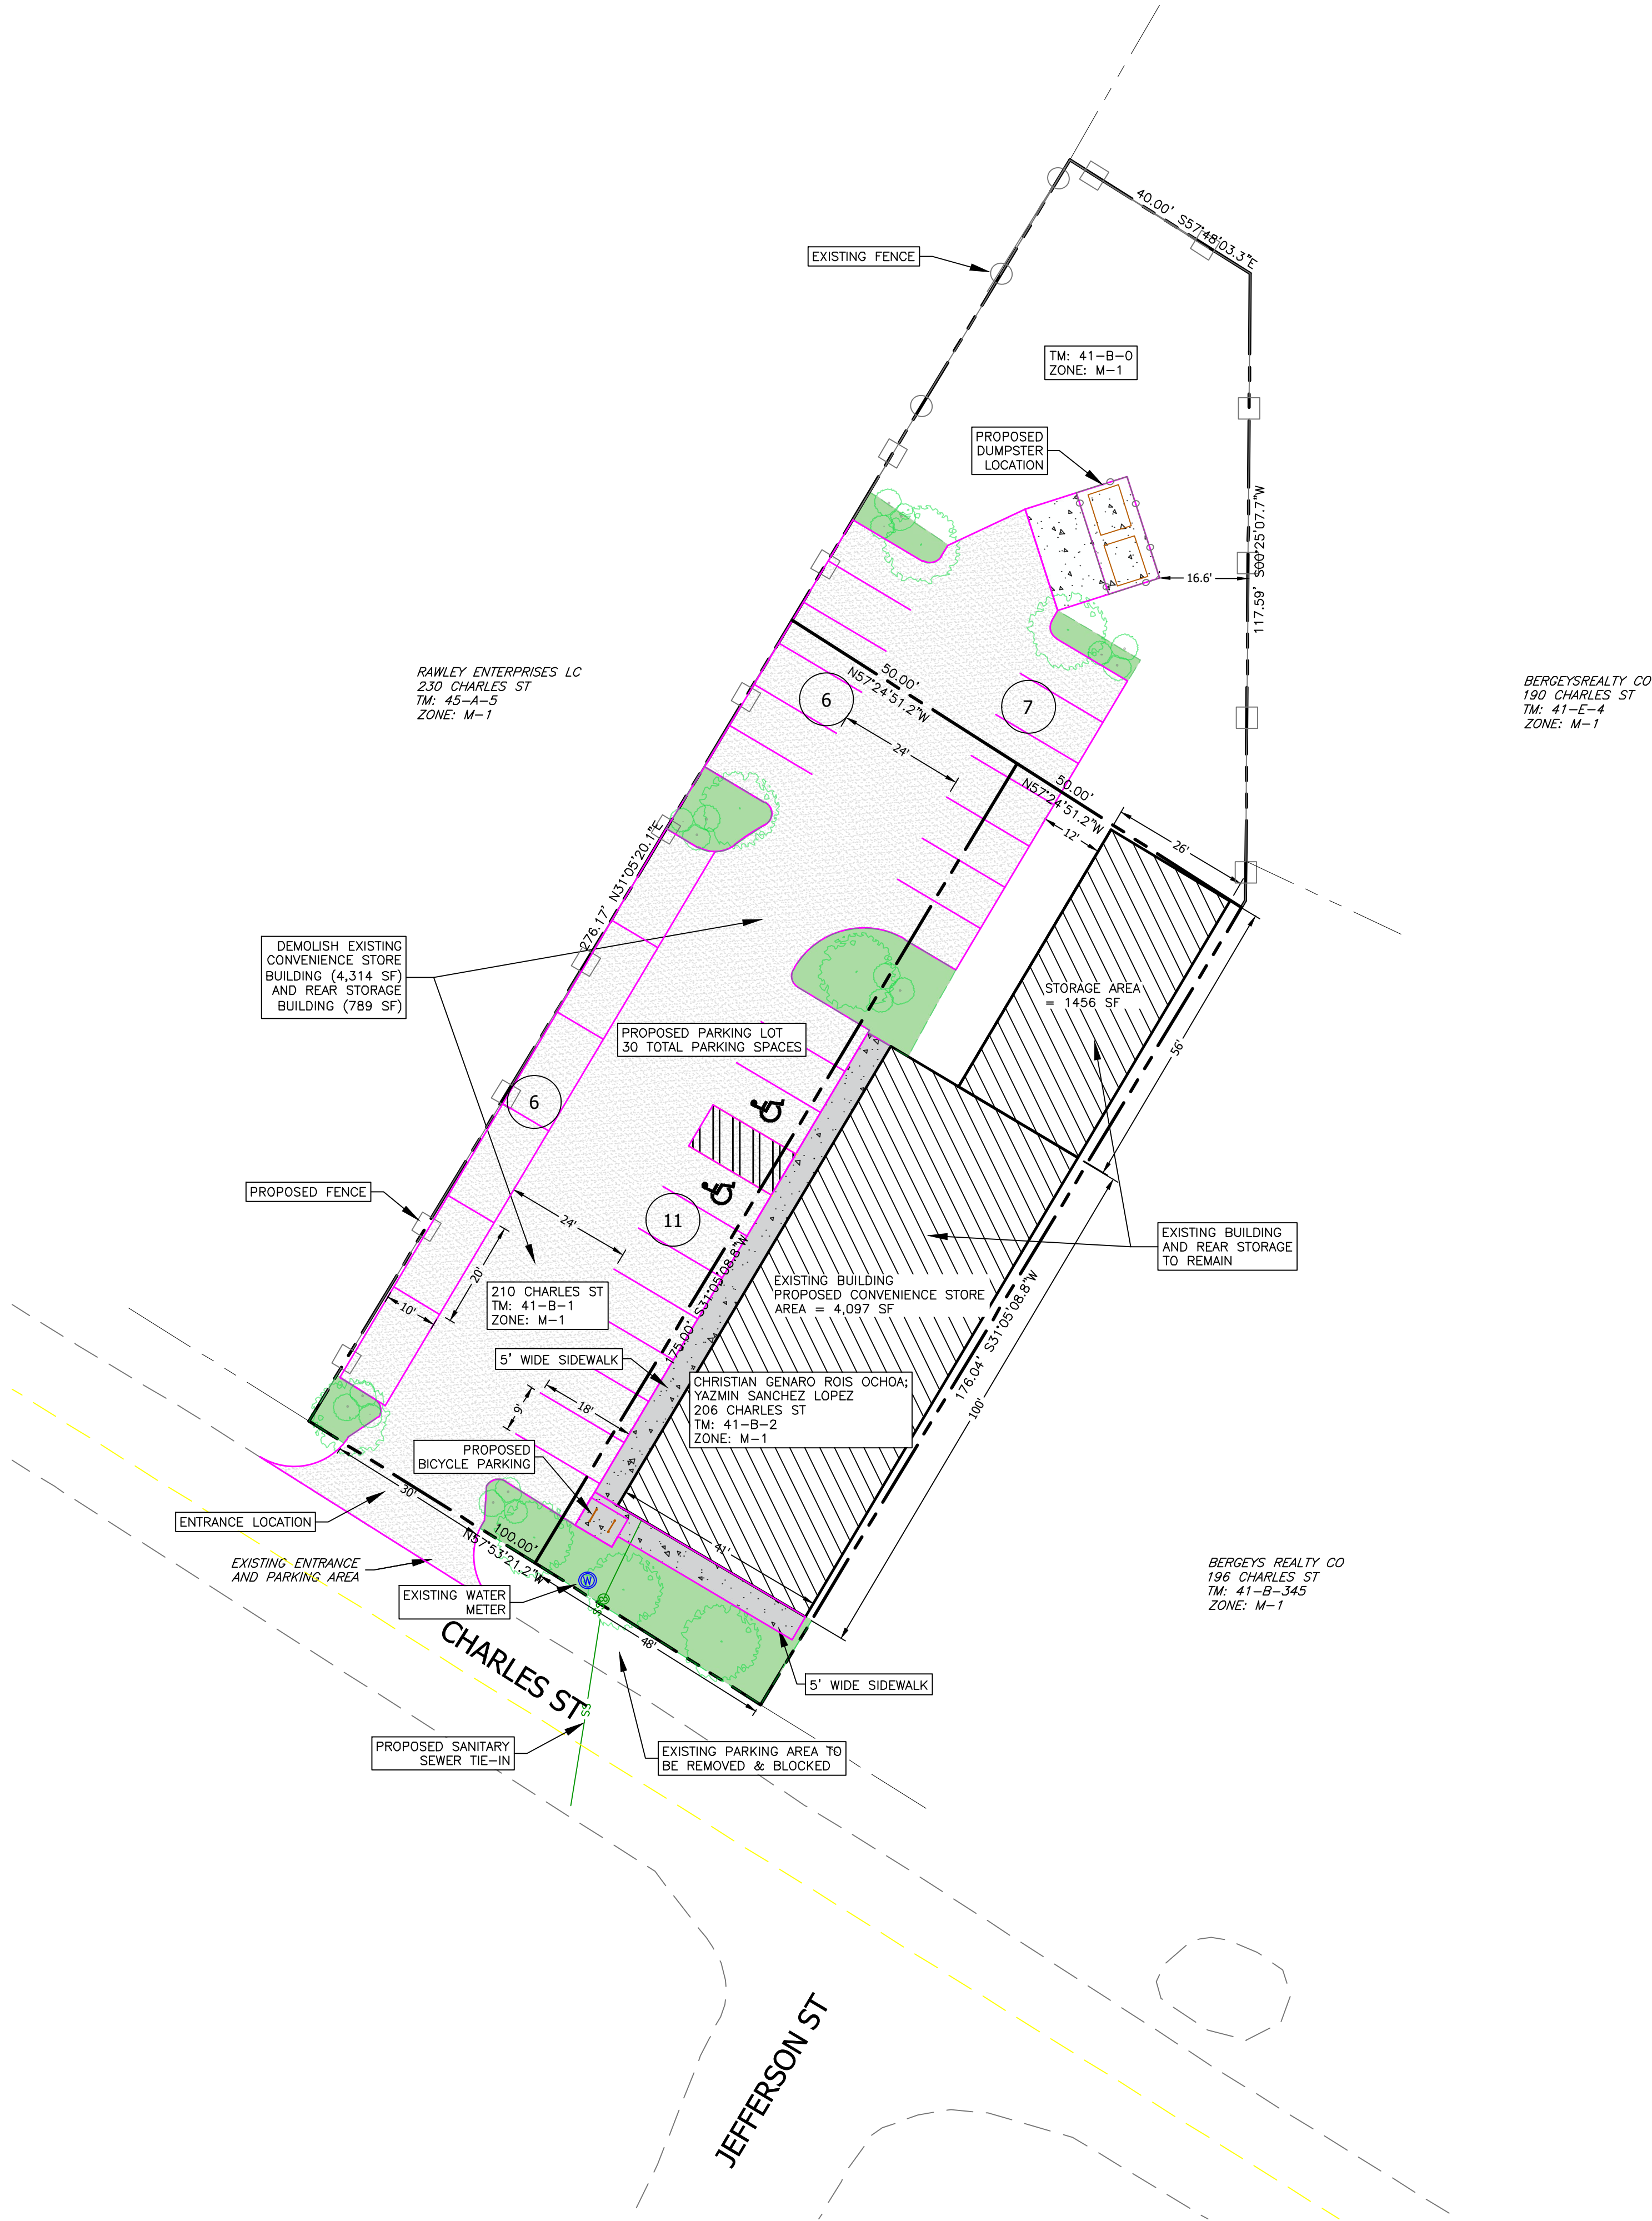 40.00' S57°48'03.3"E
EXISTING FENCE
TM: 41-B-0
ZONE: M-1
PROPOSED
DUMPSTER
LOCATION
16.6'
117.59' S00°25'07.7"W
RAWLEY ENTERPRISES LC
230 CHARLES ST
TM: 45-A-5
ZONE: M-1
BERGEYSREALTY CO
190 CHARLES ST
TM: 41-E-4
ZONE: M-1
50.00'
N57°24'51.2"W
6
7
24'
50.00'
N57°24'51.2"W
12'
26'
276.17' N31°05'20.1"E
DEMOLISH EXISTING
CONVENIENCE STORE
BUILDING (4,314 SF)
AND REAR STORAGE
BUILDING (789 SF)
STORAGE AREA
= 1456 SF
PROPOSED PARKING LOT
30 TOTAL PARKING SPACES
56'
6
PROPOSED FENCE
11
24'
20'
10'
EXISTING BUILDING
AND REAR STORAGE
TO REMAIN
210 CHARLES ST
TM: 41-B-1
ZONE: M-1
EXISTING BUILDING
PROPOSED CONVENIENCE STORE
AREA = 4,097 SF
175.00' S31°05'08.8"W
176.04' S31°05'08.8"W
100'
5' WIDE SIDEWALK
CHRISTIAN GENARO ROIS OCHOA;
YAZMIN SANCHEZ LOPEZ
206 CHARLES ST
TM: 41-B-2
ZONE: M-1
9'
18'
PROPOSED
BICYCLE PARKING
30'
ENTRANCE LOCATION
100.00'
N57°53'21.2"W
41'
EXISTING ENTRANCE
AND PARKING AREA
EXISTING WATER
METER
W
BERGEYS REALTY CO
196 CHARLES ST
TM: 41-B-345
ZONE: M-1
48'
CHARLES ST
5' WIDE SIDEWALK
SS
PROPOSED SANITARY
SEWER TIE-IN
EXISTING PARKING AREA TO
BE REMOVED & BLOCKED
JEFFERSON ST